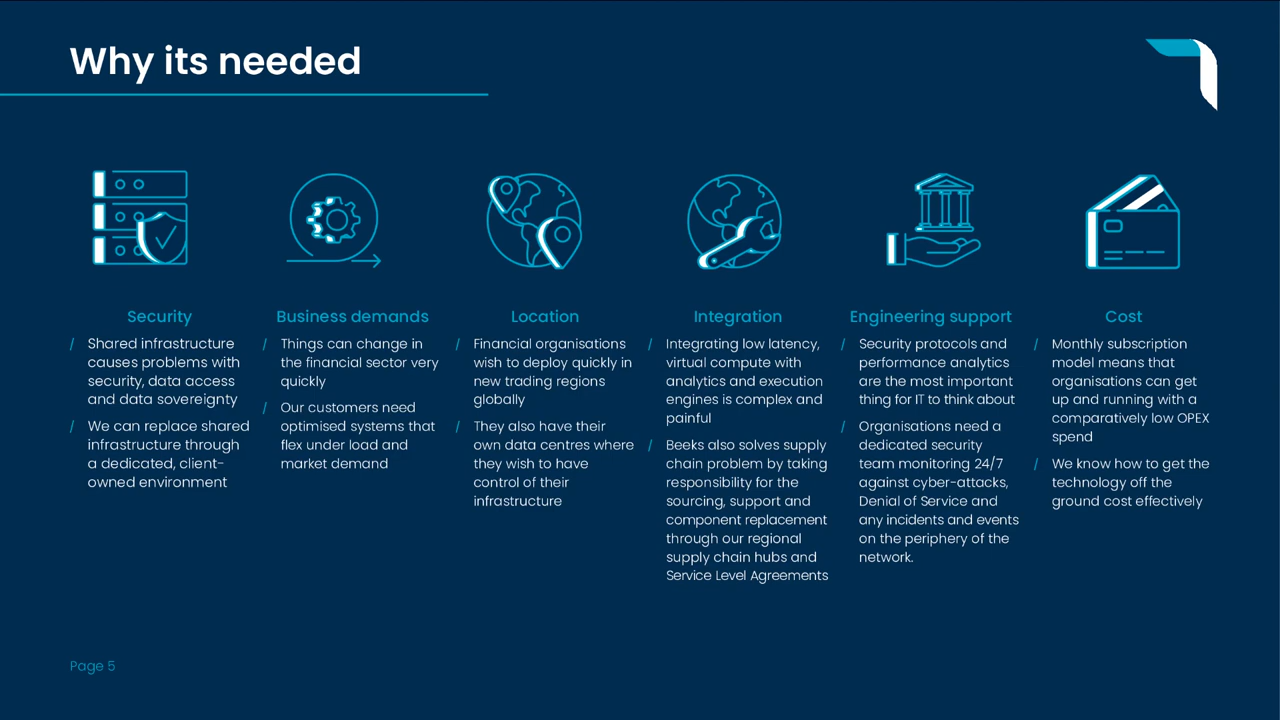 Why its needed
Security
/ Shared infrastructure
causes problems with
security, data access
and data sovereignty
/ We can replace shared
infrastructure through
a dedicated, client-
owned environment
Business demands
/ Things can change in
the financial sector very
quickly
/ Our customers need
optimised systems that
flex under load and
market demand
Location
/ Financial organisations
wish to deploy quickly in
new trading regions
globally
/ They also have their
own data centres where
they wish to have
control of their
infrastructure
Integration
/ Integrating low latency,
virtual compute with
analytics and execution
engines is complex and
painful
/ Beeks also solves supply
chain problem by taking
responsibility for the
sourcing, support and
component replacement
through our regional
supply chain hubs and
Service Level Agreements
Engineering support
/ Security protocols and
performance analytics
are the most important
thing for IT to think about
/ Organisations need a
dedicated security
team monitoring 24/7
against cyber-attacks,
Denial of Service and
any incidents and events
on the periphery of the
network.
Cost
/ Monthly subscription
model means that
organisations can get
up and running with a
comparatively low OPEX
spend
/ We know how to get the
technology off the
ground cost effectively
Page 5